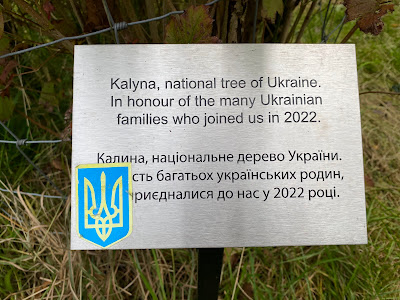 Kalyna, national tree of Ukraine.
In honour of the many Ukrainian
families who joined us in 2022.
Калина, національне дерево України.
сть багатьох українських родин,
приєдналися до нас у 2022 році.